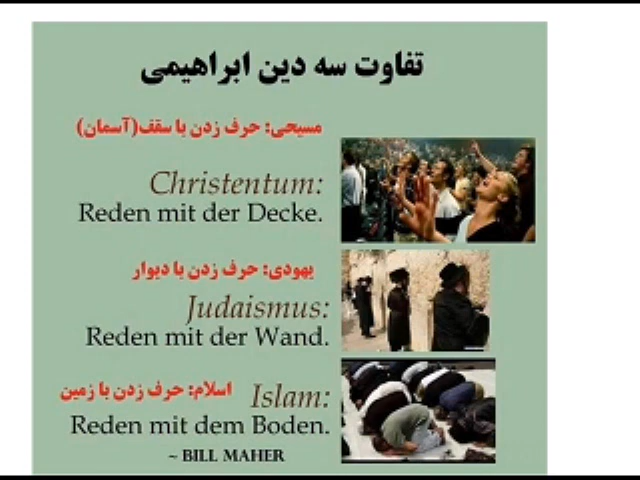 تفاوت سه دین ابراهیمی
مسیحی: حرف زدن با سقف(آسمان)
Christentum:
Reden mit der Decke.
یهودی: حرف زدن با دیوار
Judaismus:
Reden mit der Wand.
اسلام: حرف زدن با زمین
Islam:
Reden mit dem Boden.
~ BILL MAHER